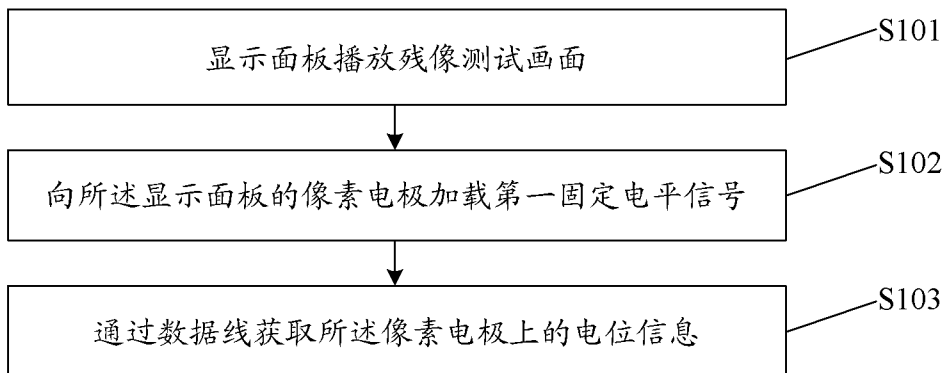 显示面板播放残像测试画面
S101
向所述显示面板的像素电极加载第一固定电平信号
S102
通过数据线获取所述像素电极上的电位信息
S103